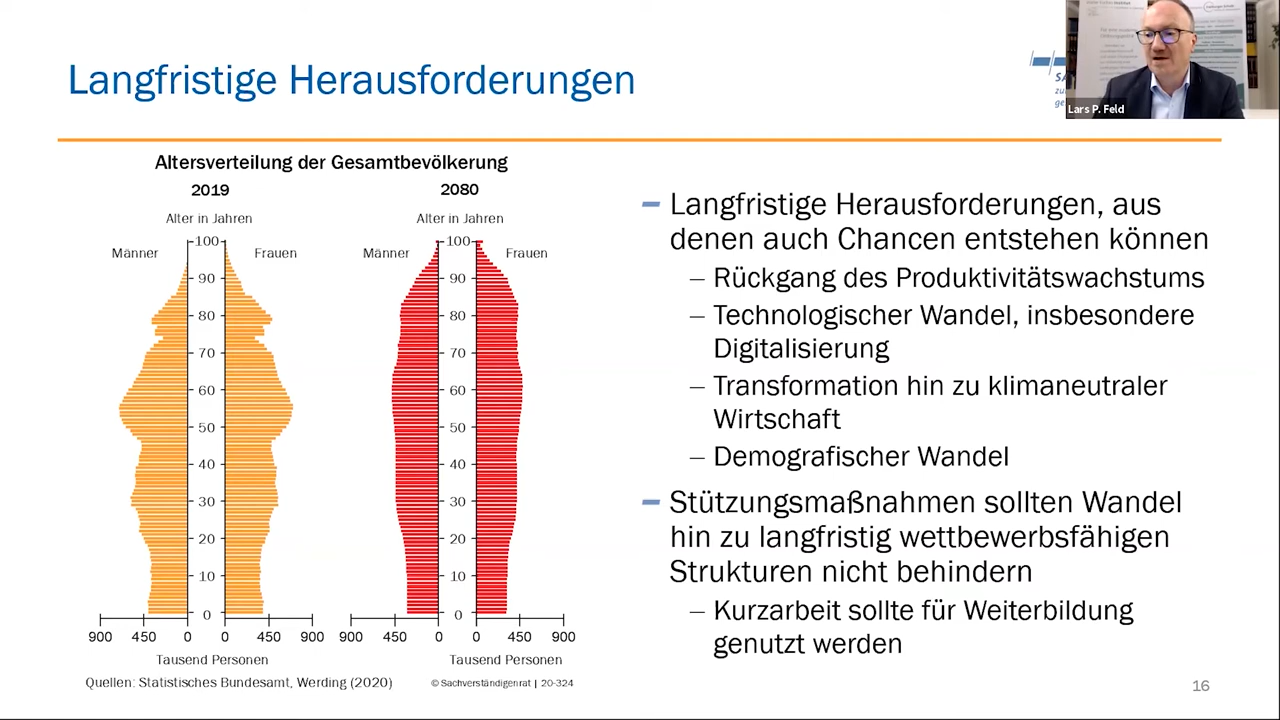 Langfristige Herausforderungen
SA
zu
ge
Lars P. Feld
Altersverteilung der Gesamtbevölkerung
2019
2080
Alter in Jahren
Alter in Jahren
Männer
Frauen
Männer
Frauen
100
90
80
70
60
50
40
30
20
10
0
100
90
80
70
60
50
40
30
20
10
0
900 450 0 0 450 900
900 450 0 0 450 900
Tausend Personen
Tausend Personen
Quellen: Statistisches Bundesamt, Werding (2020)
© Sachverständigenrat | 20-324
Langfristige Herausforderungen, aus
denen auch Chancen entstehen können
– Rückgang des Produktivitätswachstums
– Technologischer Wandel, insbesondere
Digitalisierung
– Transformation hin zu klimaneutraler
Wirtschaft
– Demografischer Wandel
Stützungsmaßnahmen sollten Wandel
hin zu langfristig wettbewerbsfähigen
Strukturen nicht behindern
– Kurzarbeit sollte für Weiterbildung
genutzt werden
16